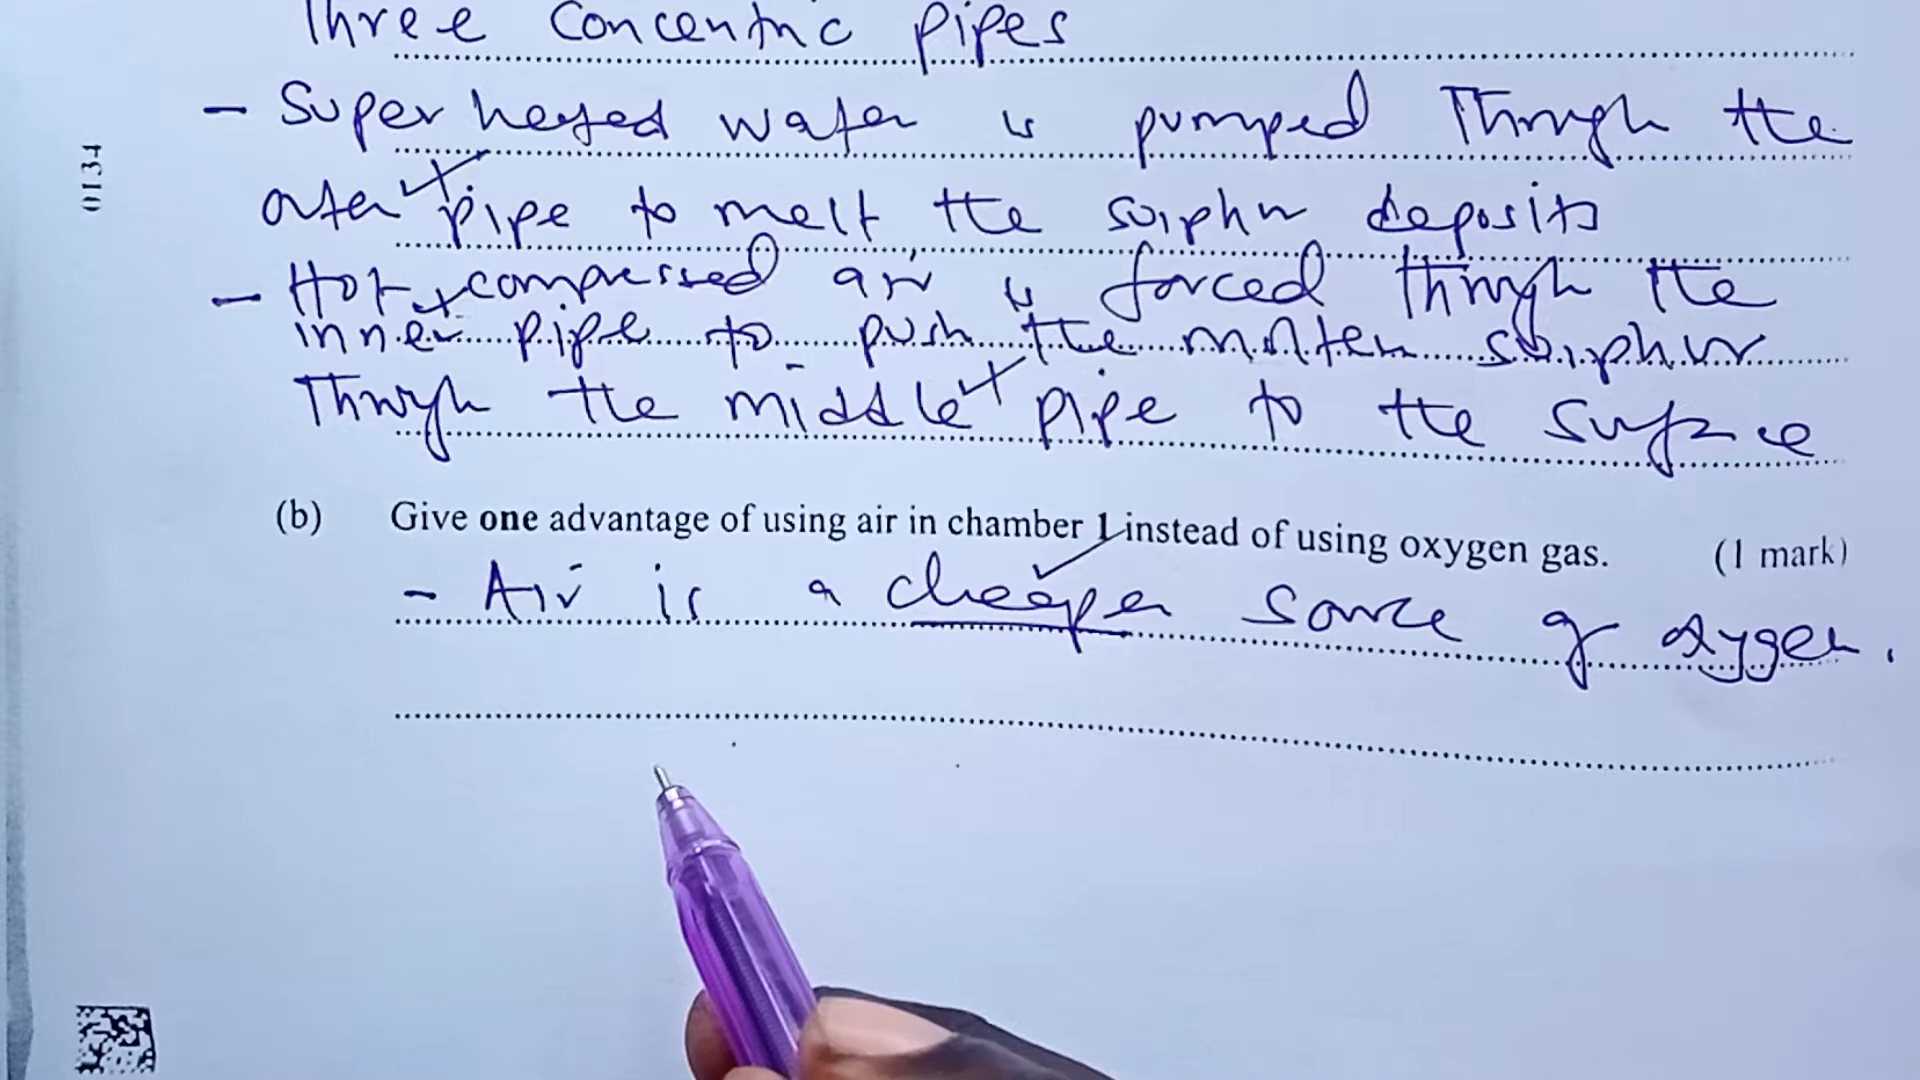 Three Concentric pipes
- Super heated water is pumped Through the
outer pipe to melt the sulphur deposits
- Hot compressed air is forced through the
inner pipe to push the molten sulphur
Through the middle pipe to the surface
(b) Give one advantage of using air in chamber 1 instead of using oxygen gas. (1 mark)
- Air is a cheaper source of oxygen.
0134